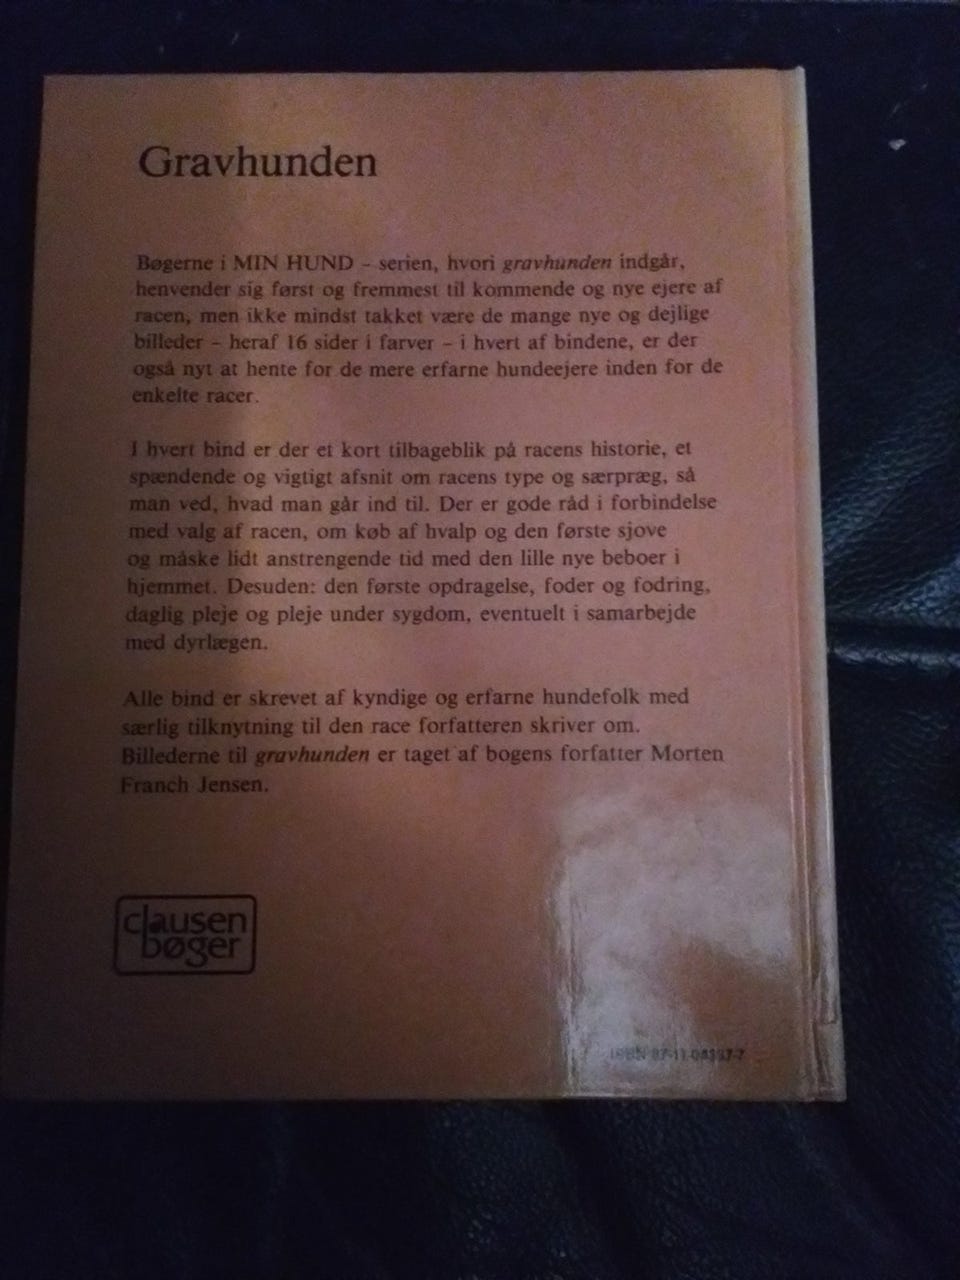 Gravhunden
Bøgerne i MIN HUND – serien, hvori gravhunden indgår,
henvender sig først og fremmest til kommende og nye ejere af
racen, men ikke mindst takket være de mange nye og dejlige
billeder – heraf 16 sider i farver – i hvert af bindene, er der
også nyt at hente for de mere erfarne hundeejere inden for de
enkelte racer.
I hvert bind er der et kort tilbageblik på racens historie, et
spændende og vigtigt afsnit om racens type og særpræg, så
man ved, hvad man går ind til. Der er gode råd i forbindelse
med valg af racen, om køb af hvalp og den første sjove
og måske lidt anstrengende tid med den lille nye beboer i
hjemmet. Desuden: den første opdragelse, foder og fodring,
daglig pleje og pleje under sygdom, eventuelt i samarbejde
med dyrlægen.
Alle bind er skrevet af kyndige og erfarne hundefolk med
særlig tilknytning til den race forfatteren skriver om.
Billederne til gravhunden er taget af bogens forfatter Morten
Franch Jensen.
clausen
bøger
ISBN